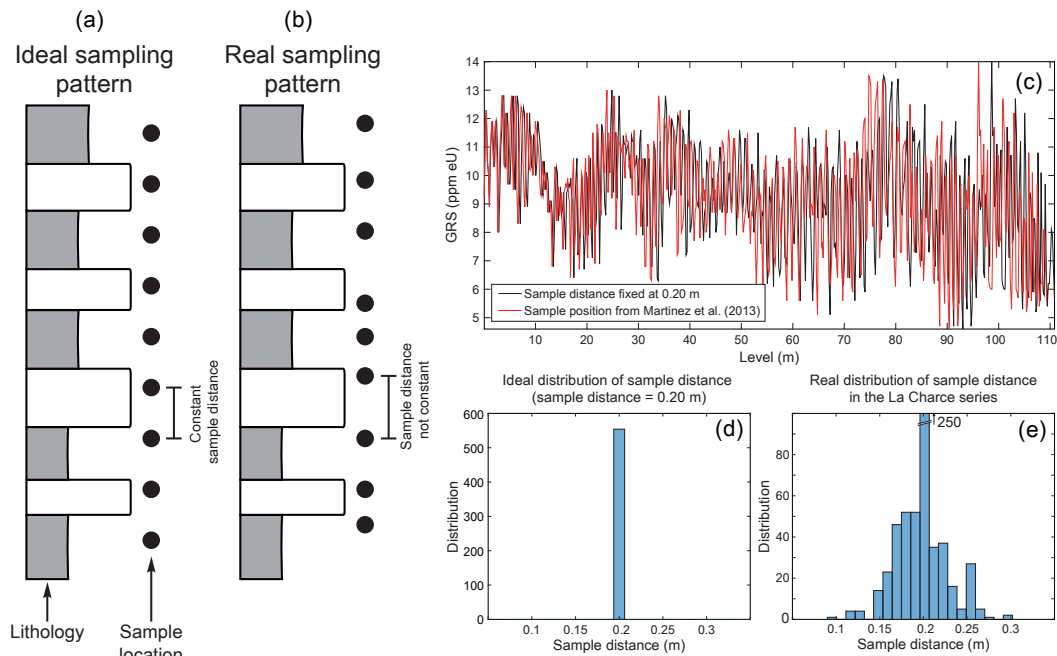 (a)
Ideal sampling
pattern
Constant
sample distance
Lithology
Sample
location
(b)
Real sampling
pattern
Sample distance
not constant
(c)
14
13
12
11
10
9
8
7
6
5
GRS (ppm eU)
Sample distance fixed at 0.20 m
Sample position from Martinez et al. (2013)
10 20 30 40 50 60 70 80 90 100 110
Level (m)
Ideal distribution of sample distance
(sample distance = 0.20 m)
(d)
600
500
400
300
200
100
0
Distribution
0.1 0.15 0.2 0.25 0.3
Sample distance (m)
Real distribution of sample distance
in the La Charce series
(e)
250
80
60
40
20
0
Distribution
0.1 0.15 0.2 0.25 0.3
Sample distance (m)